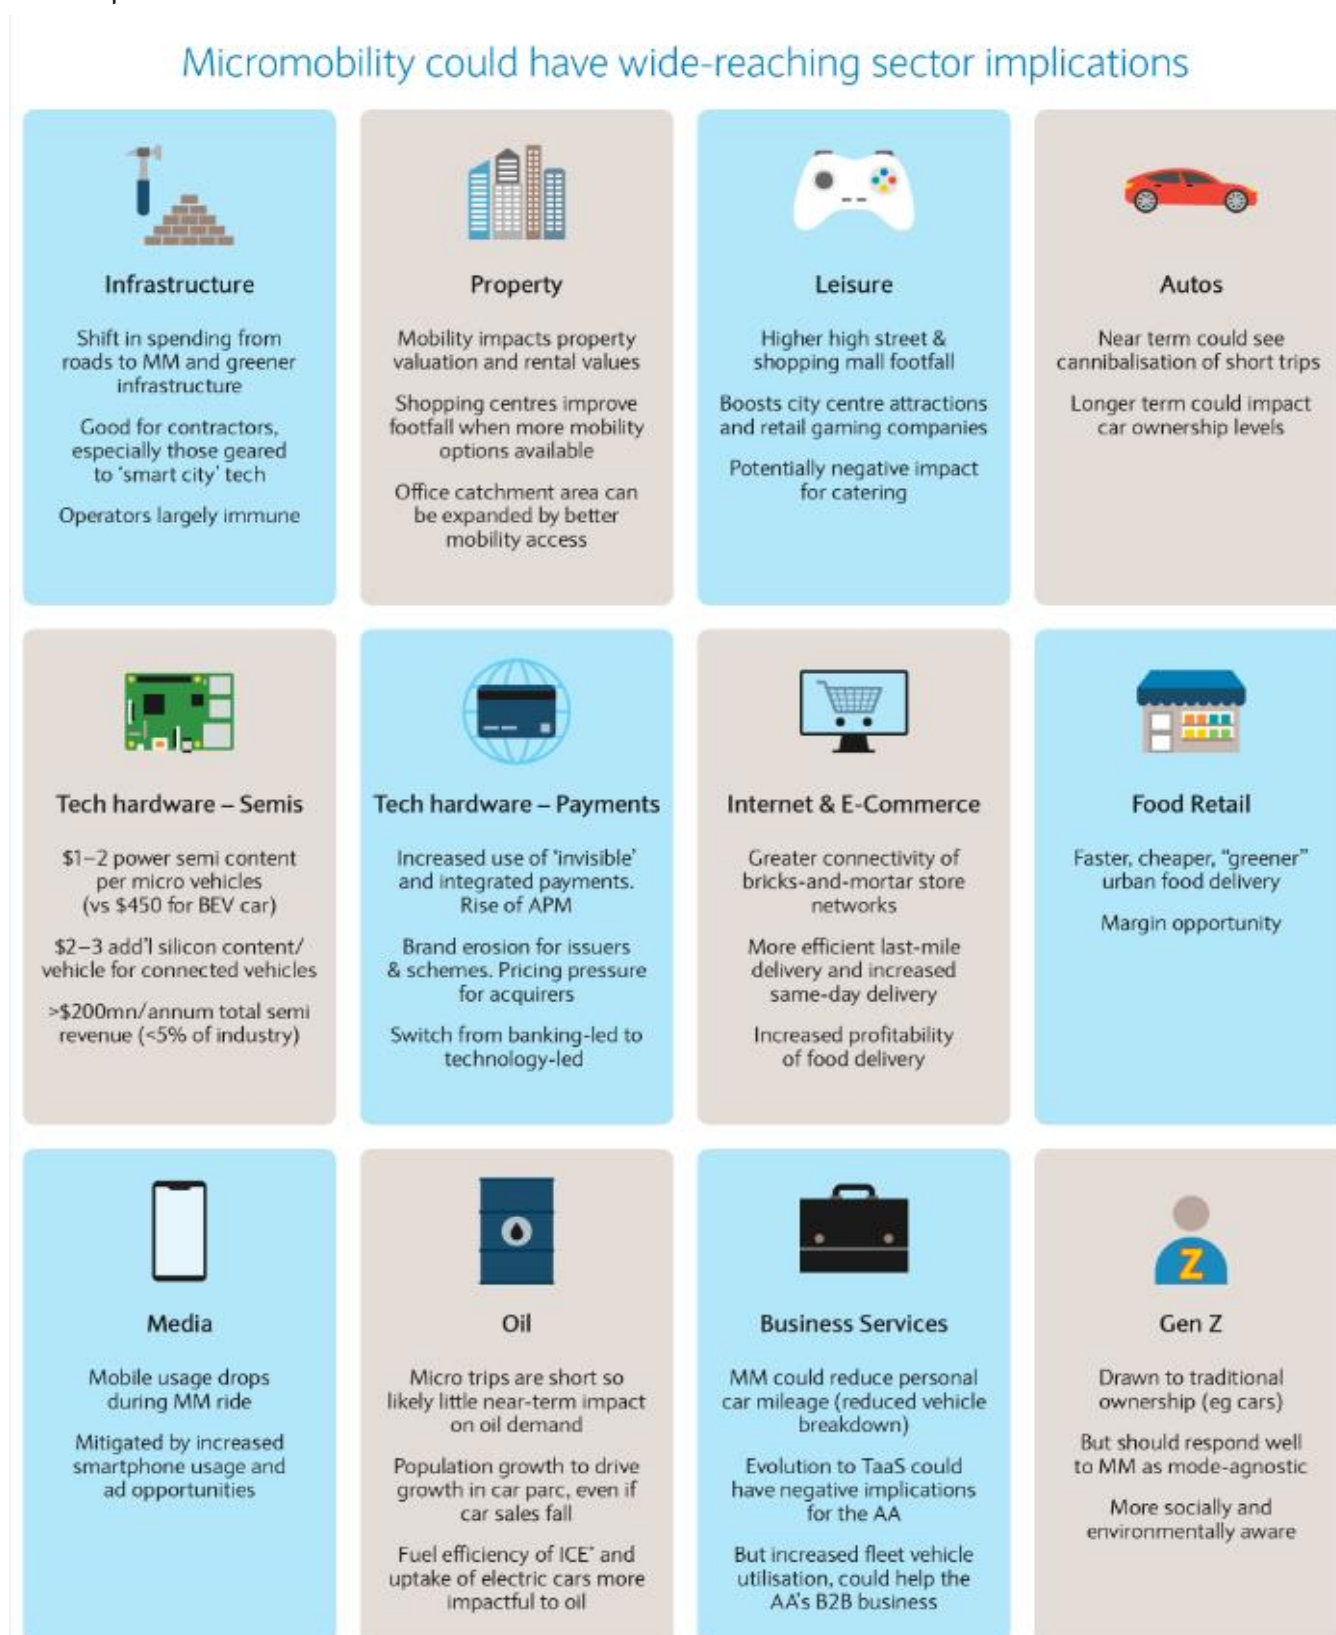 Micromobility could have wide-reaching sector implications
Infrastructure
Shift in spending from
roads to MM and greener
infrastructure
Good for contractors,
especially those geared
to 'smart city' tech
Operators largely immune
Property
Mobility impacts property
valuation and rental values
Shopping centres improve
footfall when more mobility
options available
Office catchment area can
be expanded by better
mobility access
Leisure
Higher high street &
shopping mall footfall
Boosts city centre attractions
and retail gaming companies
Potentially negative impact
for catering
Autos
Near term could see
cannibalisation of short trips
Longer term could impact
car ownership levels
Tech hardware – Semis
$1–2 power semi content
per micro vehicles
(vs $450 for BEV car)
$2–3 add'l silicon content/
vehicle for connected vehicles
>$200mn/annum total semi
revenue (<5% of industry)
Tech hardware – Payments
Increased use of 'invisible'
and integrated payments.
Rise of APM
Brand erosion for issuers
& schemes. Pricing pressure
for acquirers
Switch from banking-led to
technology-led
Internet & E-Commerce
Greater connectivity of
bricks-and-mortar store
networks
More efficient last-mile
delivery and increased
same-day delivery
Increased profitability
of food delivery
Food Retail
Faster, cheaper, "greener"
urban food delivery
Margin opportunity
Media
Mobile usage drops
during MM ride
Mitigated by increased
smartphone usage and
ad opportunities
Oil
Micro trips are short so
likely little near-term impact
on oil demand
Population growth to drive
growth in car parc, even if
car sales fall
Fuel efficiency of ICE* and
uptake of electric cars more
impactful to oil
Business Services
MM could reduce personal
car mileage (reduced vehicle
breakdown)
Evolution to TaaS could
have negative implications
for the AA
But increased fleet vehicle
utilisation, could help the
AA's B2B business
Z
Gen Z
Drawn to traditional
ownership (eg cars)
But should respond well
to MM as mode-agnostic
More socially and
environmentally aware